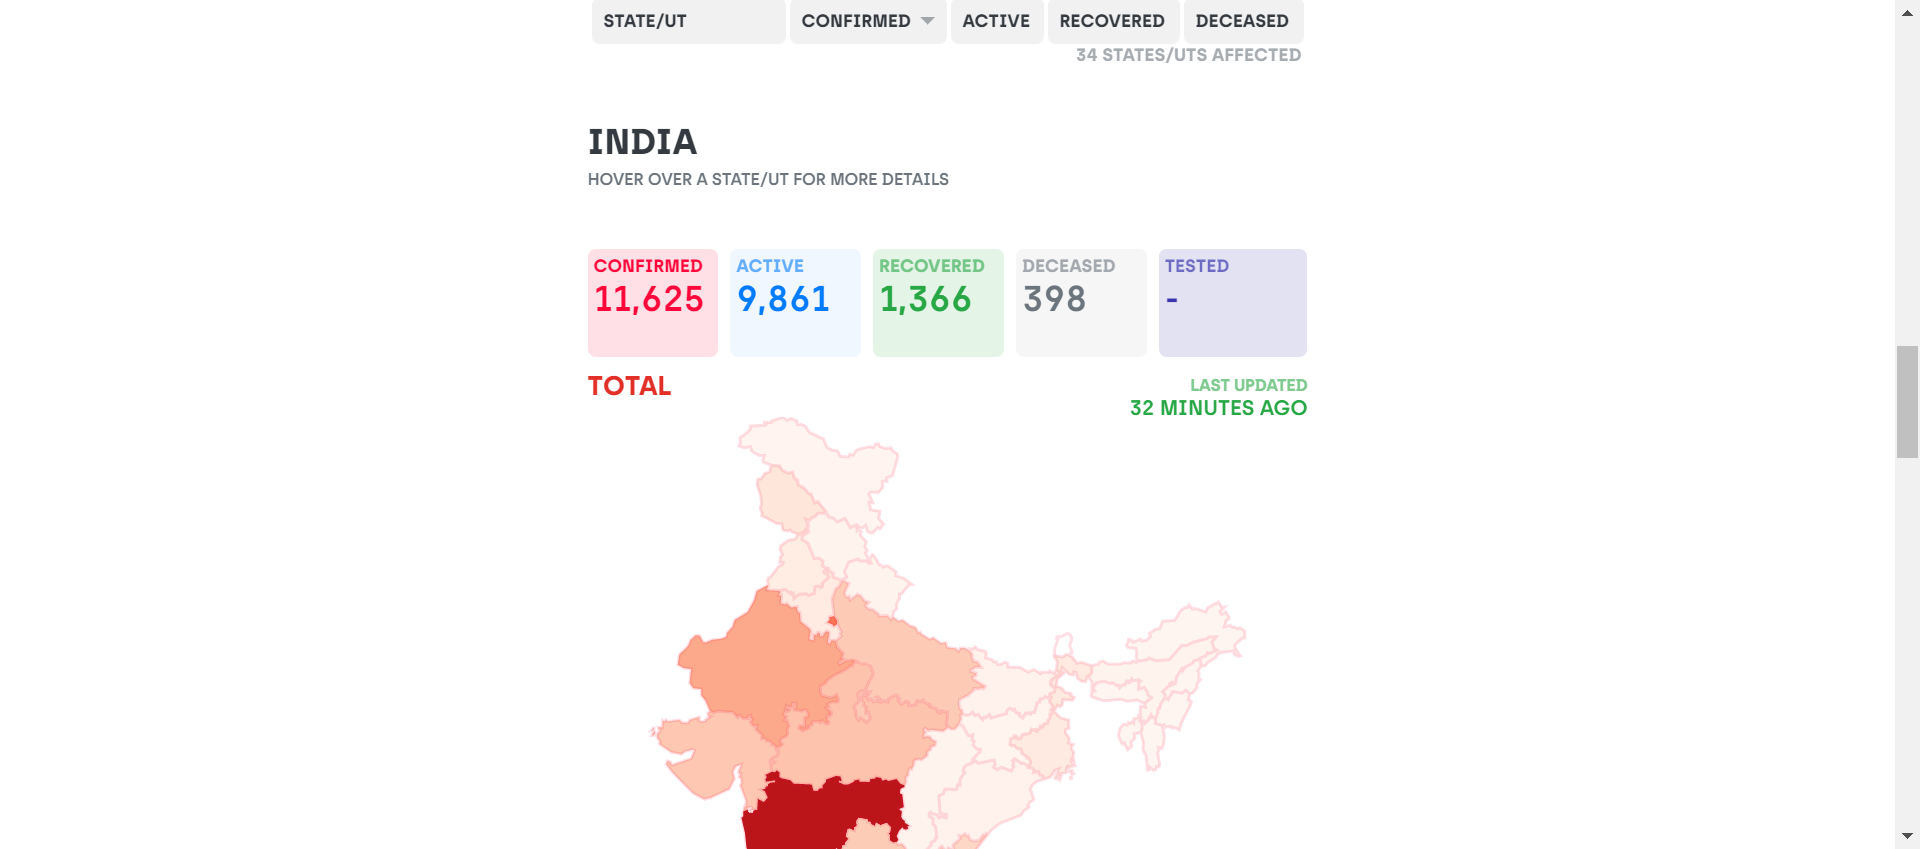 STATE/UT CONFIRMED ACTIVE RECOVERED DECEASED
34 STATES/UTS AFFECTED
INDIA
HOVER OVER A STATE/UT FOR MORE DETAILS
CONFIRMED ACTIVE RECOVERED DECEASED TESTED
11,625 9,861 1,366 398 -
TOTAL
LAST UPDATED
32 MINUTES AGO